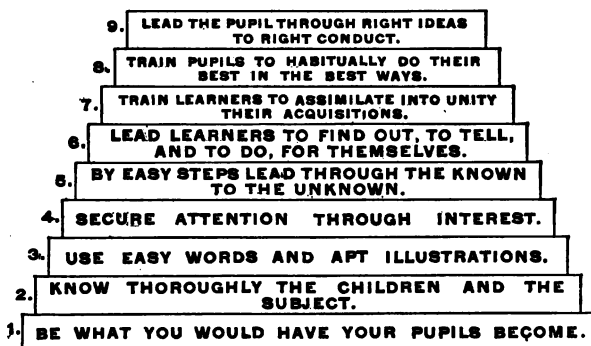 9. LEAD THE PUPIL THROUGH RIGHT IDEAS
TO RIGHT CONDUCT.
8. TRAIN PUPILS TO HABITUALLY DO THEIR
BEST IN THE BEST WAYS.
7. TRAIN LEARNERS TO ASSIMILATE INTO UNITY
THEIR ACQUISITIONS.
6. LEAD LEARNERS TO FIND OUT, TO TELL,
AND TO DO, FOR THEMSELVES.
5. BY EASY STEPS LEAD THROUGH THE KNOWN
TO THE UNKNOWN.
4. SECURE ATTENTION THROUGH INTEREST.
3. USE EASY WORDS AND APT ILLUSTRATIONS.
2. KNOW THOROUGHLY THE CHILDREN AND THE
SUBJECT.
1. BE WHAT YOU WOULD HAVE YOUR PUPILS BECOME.